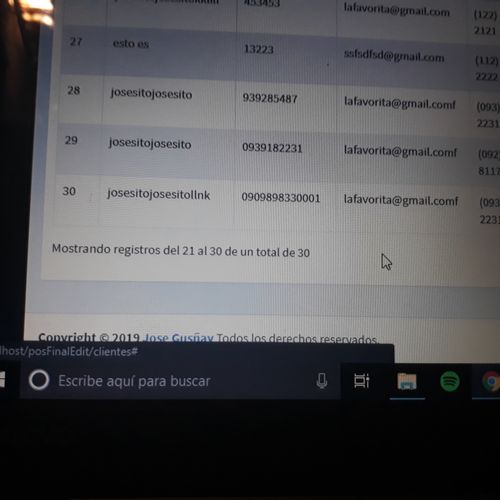 453453 lafavorita@gmail.com (122)
2121
27 esto es 13223 ssfsdfsd@gmail.com (112)
2222
28 josesitojosesito 939285487 lafavorita@gmail.comf (093)
2231
29 josesitojosesito 0939182231 lafavorita@gmail.comf (092)
8117
30 josesitojosesitollnk 0909898330001 lafavorita@gmail.comf (093
2231
Mostrando registros del 21 al 30 de un total de 30
Copyright © 2019 Jose Gusñay Todos los derechos reservados.
lhost/posFinalEdit/clientes#
Escribe aquí para buscar